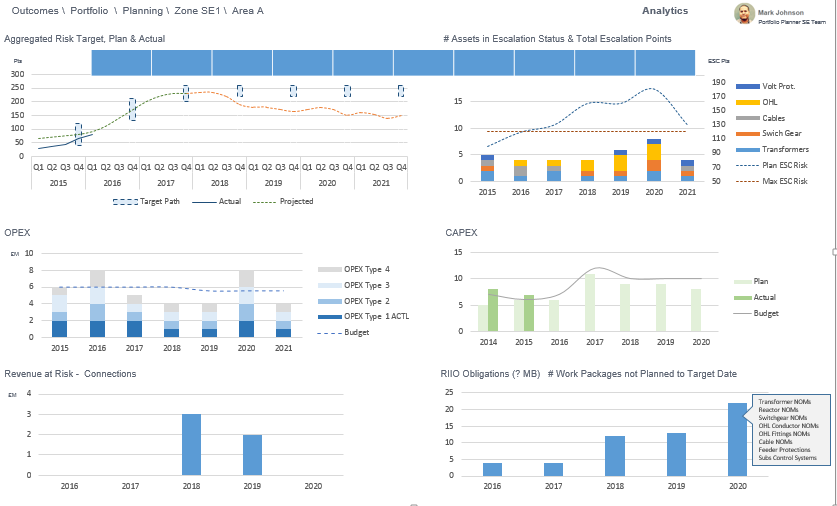 Outcomes \ Portfolio \ Planning \ Zone SE1 \ Area A
Analytics
Mark Johnson
Portfolio Planner SE Team
Aggregated Risk Target, Plan & Actual
Pts
300
250
200
150
100
50
0
Q1 Q2 Q3 Q4 Q1 Q2 Q3 Q4 Q1 Q2 Q3 Q4 Q1 Q2 Q3 Q4 Q1 Q2 Q3 Q4 Q1 Q2 Q3 Q4 Q1 Q2 Q3 Q4
2015 2016 2017 2018 2019 2020 2021
Target Path Actual Projected
# Assets in Escalation Status & Total Escalation Points
ESC Pts
15
10
5
0
190
170
150
130
110
90
70
50
2015 2016 2017 2018 2019 2020 2021
Volt Prot.
OHL
Cables
Swich Gear
Transformers
Plan ESC Risk
Max ESC Risk
OPEX
£M
10
8
6
4
2
0
2015 2016 2017 2018 2019 2020 2021
OPEX Type 4
OPEX Type 3
OPEX Type 2
OPEX Type 1 ACTL
Budget
CAPEX
15
10
5
0
2014 2015 2016 2017 2018 2019 2020
Plan
Actual
Budget
Revenue at Risk - Connections
£M
4
3
2
1
0
2016 2017 2018 2019 2020
RIIO Obligations (? MB) # Work Packages not Planned to Target Date
25
20
15
10
5
0
2016 2017 2018 2019 2020
Transformer NOMs
Reactor NOMs
Switchgear NOMs
OHL Conductor NOMs
OHL Fittings NOMs
Cable NOMs
Feeder Protections
Subs Control Systems